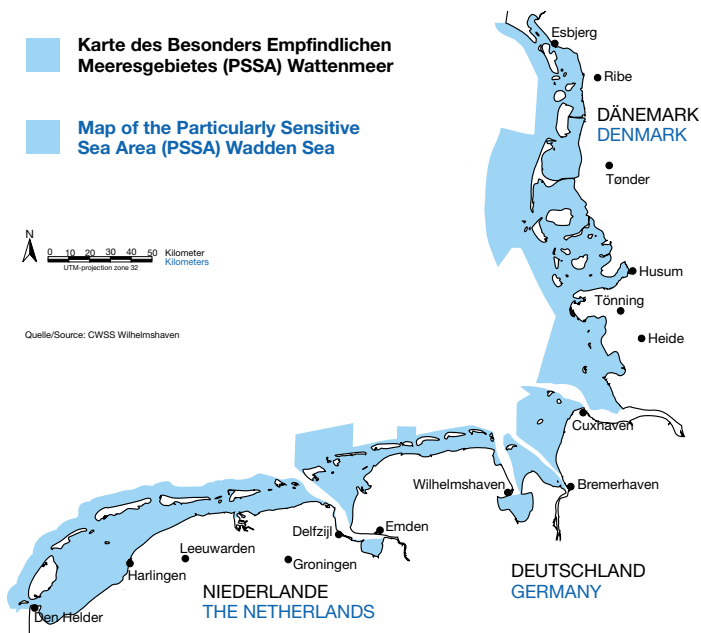 Karte des Besonders Empfindlichen
Meeresgebietes (PSSA) Wattenmeer
Map of the Particularly Sensitive
Sea Area (PSSA) Wadden Sea
N
0 10 20 30 40 50 Kilometer
Kilometers
UTM-projection zone 32
Quelle/Source: CWSS Wilhelmshaven
Esbjerg
Ribe
DÄNEMARK
DENMARK
Tønder
Husum
Tönning
Heide
Cuxhaven
Wilhelmshaven
Bremerhaven
Delfzijl
Emden
Leeuwarden
Groningen
Harlingen
DEUTSCHLAND
GERMANY
NIEDERLANDE
THE NETHERLANDS
Den Helder